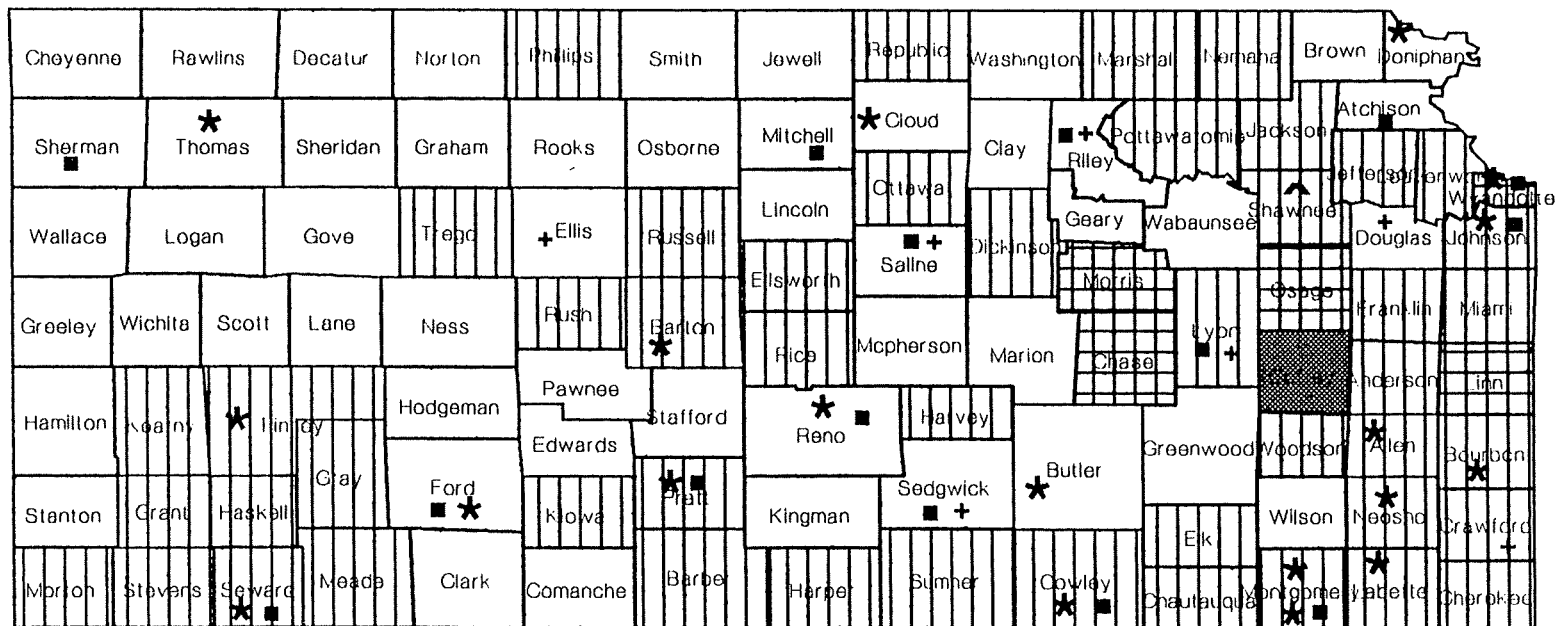 Cheyenne Rawlins Decatur Norton Phillips Smith Jewell Republic Washington Marshall Nemaha Brown Doniphan
Sherman Thomas Sheridan Graham Rooks Osborne Mitchell Cloud Clay Riley Pottawatomie Jackson Atchison
Jefferson
Ottawa
Wallace Logan Gove Trego Ellis Russell Lincoln Saline Dickinson Geary Wabaunsee Shawnee Douglas Johnson Wyandotte
Ellsworth Morris Osage
Greeley Wichita Scott Lane Ness Rush Barton Rice Mcpherson Marion Chase Lyon Franklin Miami
Hamilton Kearny Finney Hodgeman Pawnee Stafford Reno Harvey Anderson Linn
Edwards
Stanton Grant Haskell Gray Ford Kiowa Pratt Kingman Sedgwick Butler Greenwood Woodson Allen Bourbon
Elk Wilson Neosho Crawford
Morton Stevens Seward Meade Clark Comanche Barber Harper Sumner Cowley Chautauqua Montgomery Labette Cherokee